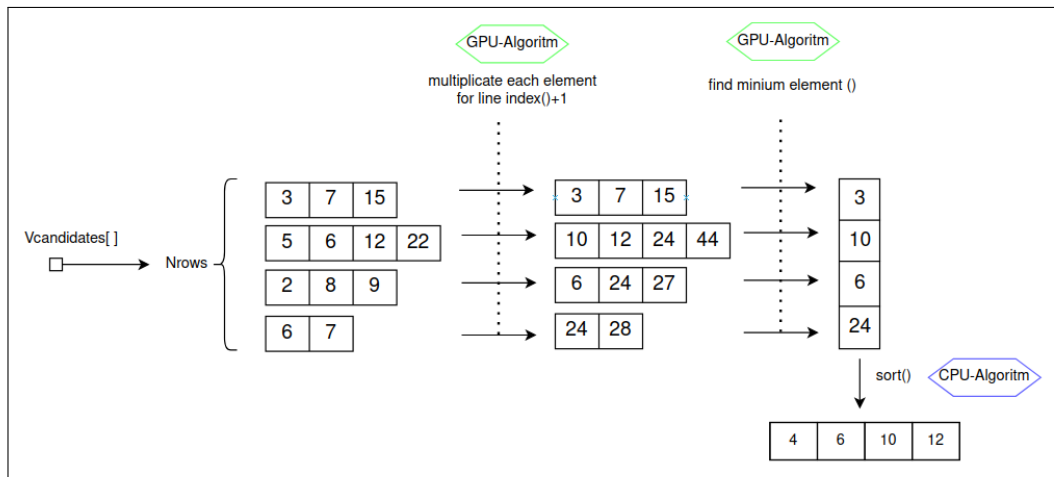 GPU-Algoritm
GPU-Algoritm
multiplicate each element
for line index()+1
find minium element ()
Vcandidates[ ]
Nrows
3 7 15
5 6 12 22
2 8 9
6 7
3 7 15
10 12 24 44
6 24 27
24 28
3
10
6
24
sort()
CPU-Algoritm
4 6 10 12